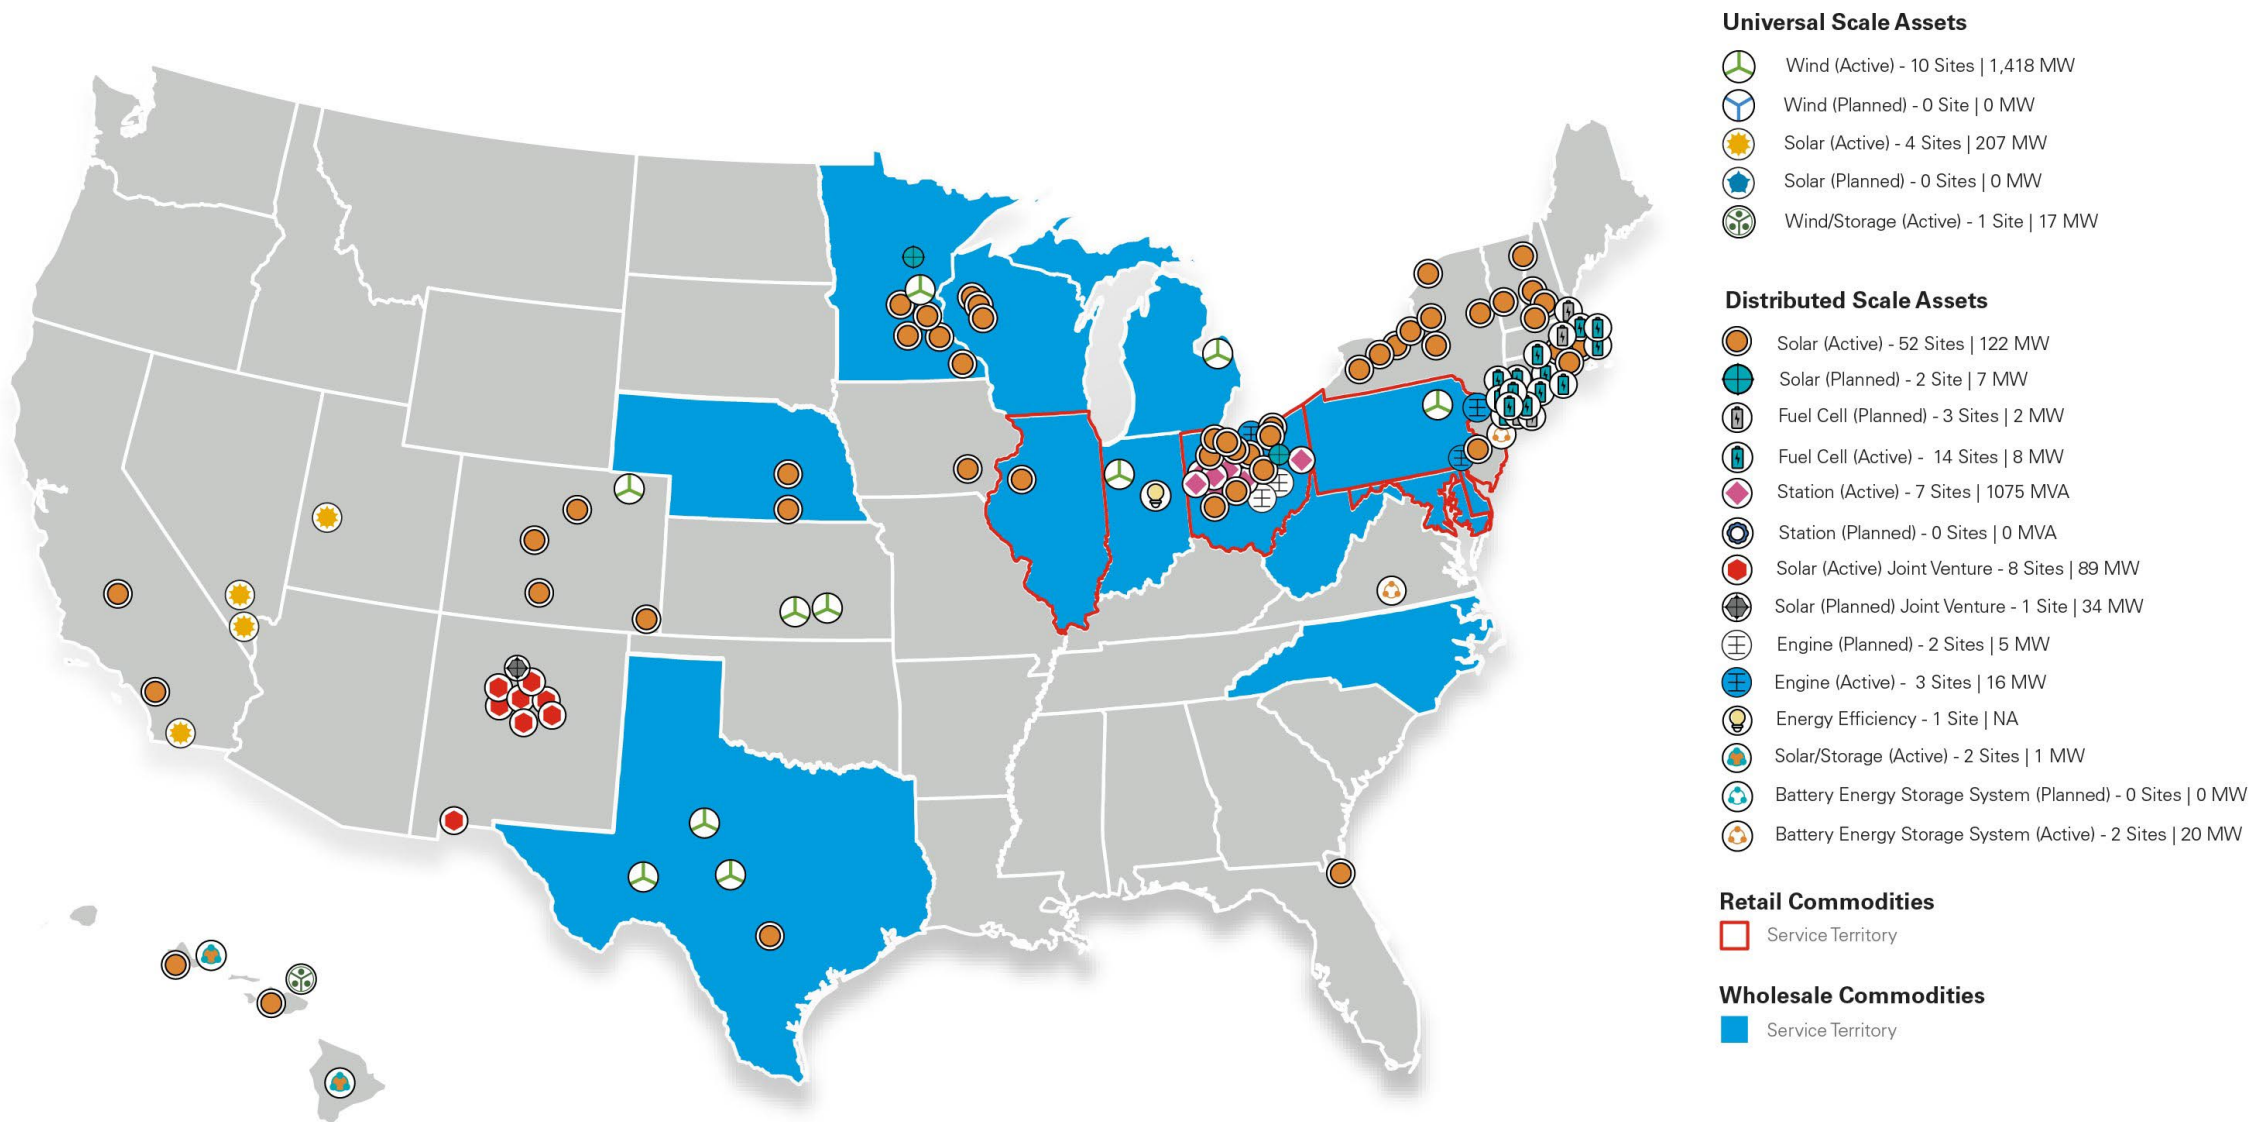 Universal Scale Assets
Wind (Active) - 10 Sites | 1,418 MW
Wind (Planned) - 0 Site | 0 MW
Solar (Active) - 4 Sites | 207 MW
Solar (Planned) - 0 Sites | 0 MW
Wind/Storage (Active) - 1 Site | 17 MW
Distributed Scale Assets
Solar (Active) - 52 Sites | 122 MW
Solar (Planned) - 2 Site | 7 MW
Fuel Cell (Planned) - 3 Sites | 2 MW
Fuel Cell (Active) - 14 Sites | 8 MW
Station (Active) - 7 Sites | 1075 MVA
Station (Planned) - 0 Sites | 0 MVA
Solar (Active) Joint Venture - 8 Sites | 89 MW
Solar (Planned) Joint Venture - 1 Site | 34 MW
Engine (Planned) - 2 Sites | 5 MW
Engine (Active) - 3 Sites | 16 MW
Energy Efficiency - 1 Site | NA
Solar/Storage (Active) - 2 Sites | 1 MW
Battery Energy Storage System (Planned) - 0 Sites | 0 MW
Battery Energy Storage System (Active) - 2 Sites | 20 MW
Retail Commodities
Service Territory
Wholesale Commodities
Service Territory